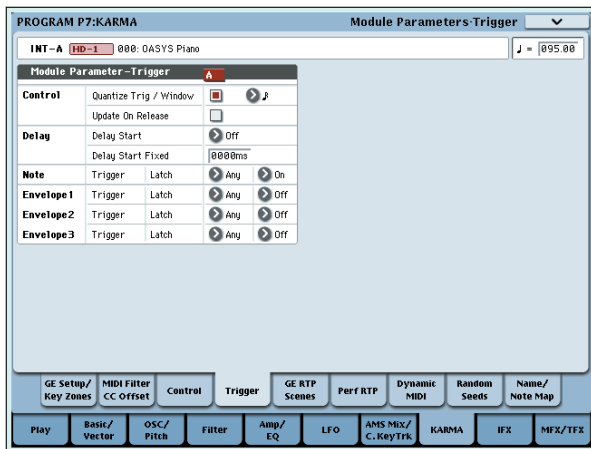 PROGRAM P7:KARMA Module Parameters-Trigger
INT-A HD-1 000: OASYS Piano ♩ = 095.00
Module Parameter-Trigger A
Control Quantize Trig / Window
Update On Release
Delay Delay Start Off
Delay Start Fixed 0000ms
Note Trigger Latch Any On
Envelope1 Trigger Latch Any Off
Envelope2 Trigger Latch Any Off
Envelope3 Trigger Latch Any Off
GE Setup/ MIDI Filter Control Trigger GE RTP Perf RTP Dynamic Random Name/
Key Zones CC Offset Scenes MIDI Seeds Note Map
Play Basic/ OSC/ Filter Amp/ LFO AMS Mix/ KARMA IFX MFX/TFX
Vector Pitch EQ C.KeyTrk